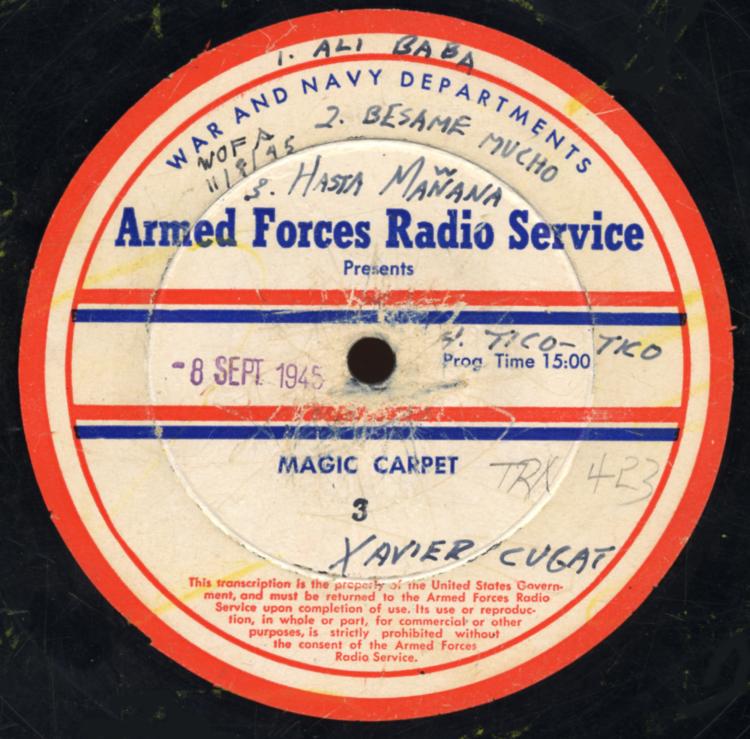 1. ALI BABA
WAR AND NAVY DEPARTMENTS
2. BESAME MUCHO
WOFA
11/8/45
3. HASTA MAÑANA
Armed Forces Radio Service
Presents
4. TICO-TICO
Prog. Time 15:00
-8 SEPT 1945
MAGIC CARPET
TRX 423
3
XAVIER CUGAT
This transcription is the property of the United States Govern-
ment, and must be returned to the Armed Forces Radio
Service upon completion of use. Its use or reproduc-
tion, in whole or part, for commercial or other
purposes, is strictly prohibited without
the consent of the Armed Forces
Radio Service.